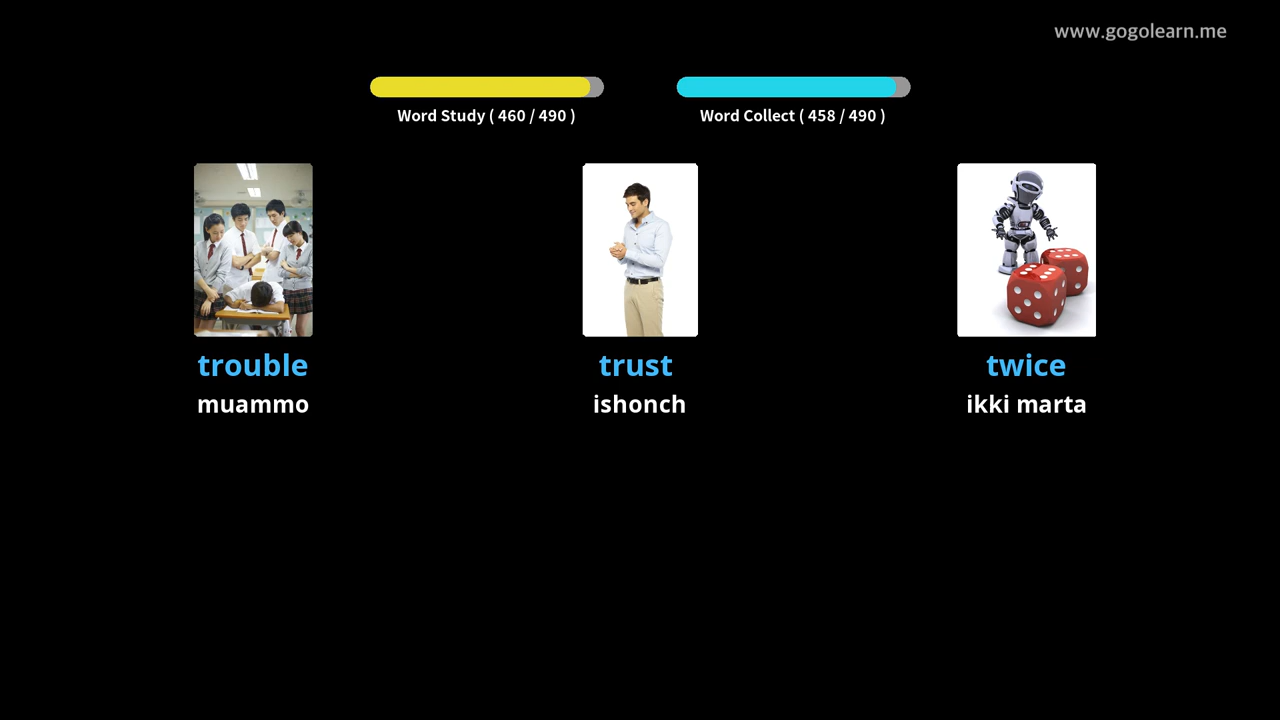 www.gogolearn.me
Word Study ( 460 / 490 )
Word Collect ( 458 / 490 )
trouble
muammo
trust
ishonch
twice
ikki marta